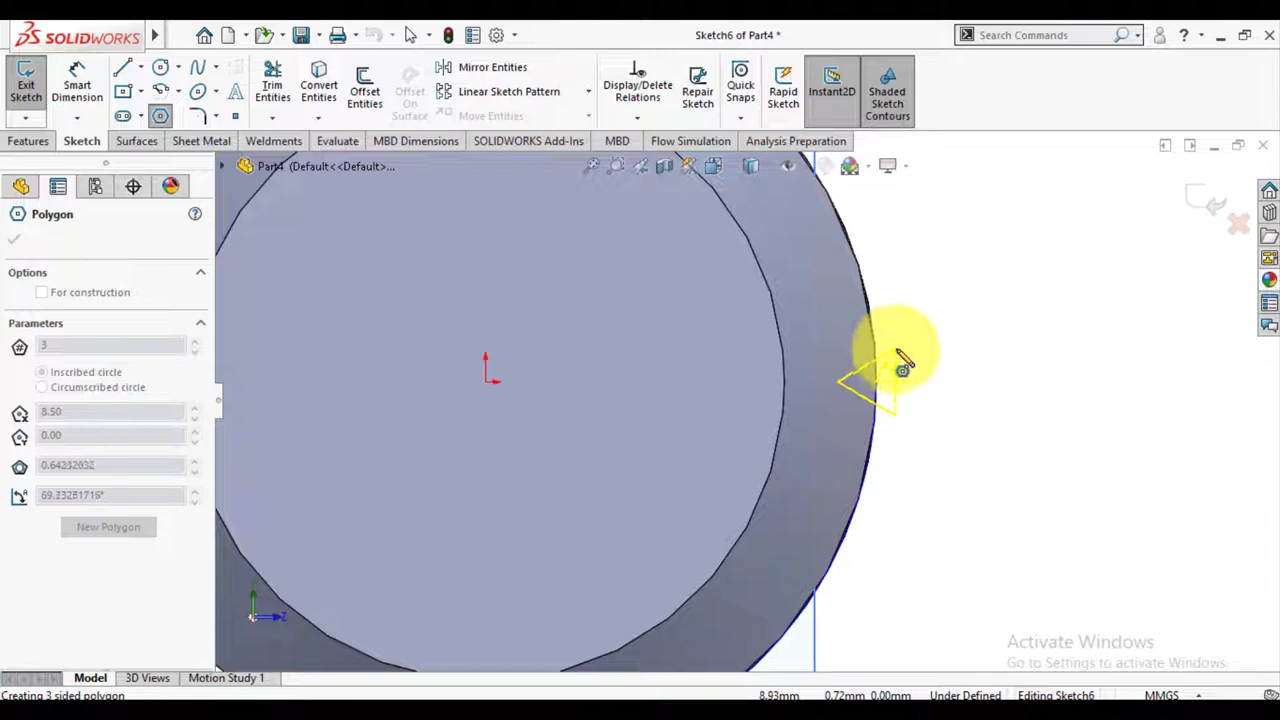 SOLIDWORKS
Sketch6 of Part4 *
Search Commands
Exit Sketch
Smart Dimension
Trim Entities
Convert Entities
Offset Entities
Offset On Surface
Mirror Entities
Linear Sketch Pattern
Move Entities
Display/Delete Relations
Repair Sketch
Quick Snaps
Rapid Sketch
Instant2D
Shaded Sketch Contours
Features
Sketch
Surfaces
Sheet Metal
Weldments
Evaluate
MBD Dimensions
SOLIDWORKS Add-Ins
MBD
Flow Simulation
Analysis Preparation
Part4 (Default<<Default>...
Polygon
Options
For construction
Parameters
3
Inscribed circle
Circumscribed circle
8.50
0.00
New Polygon
Z
Activate Windows
Go to Settings to activate Windows.
Model
3D Views
Motion Study 1
Creating 3 sided polygon
8.93mm
0.72mm
0.00mm
Under Defined
Editing Sketch6
MMGS